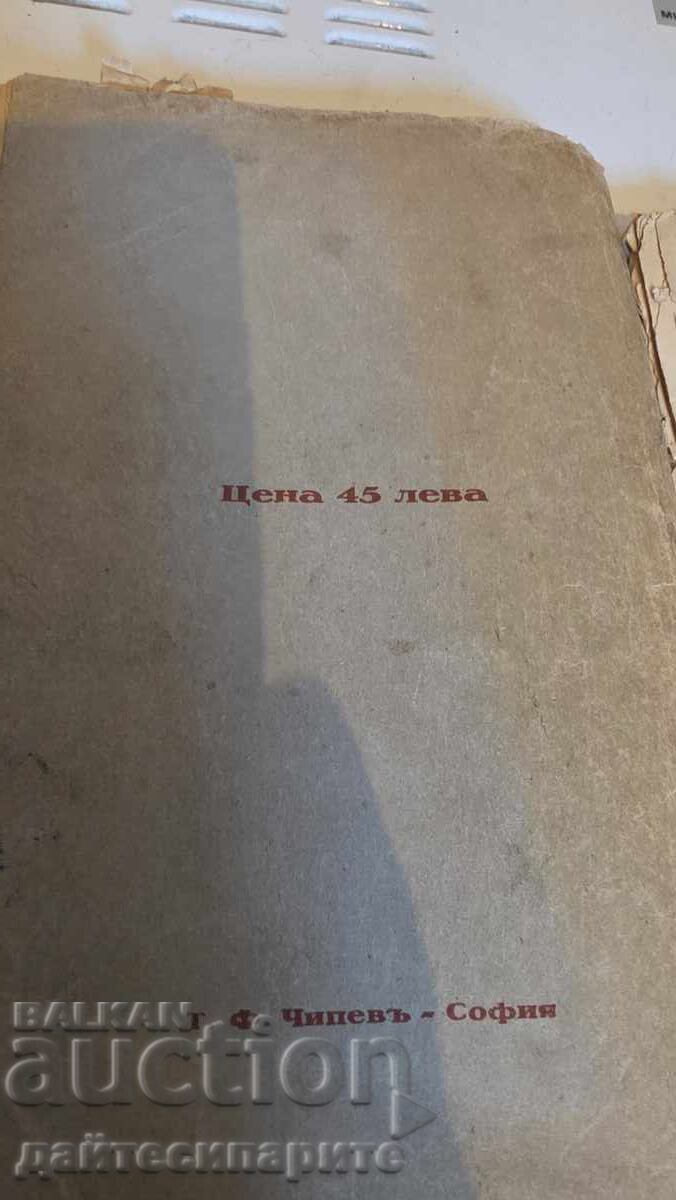 Цена 45 лева
Т. Ф. Чипевъ - София
BALKAN
auction
дайтесипарите